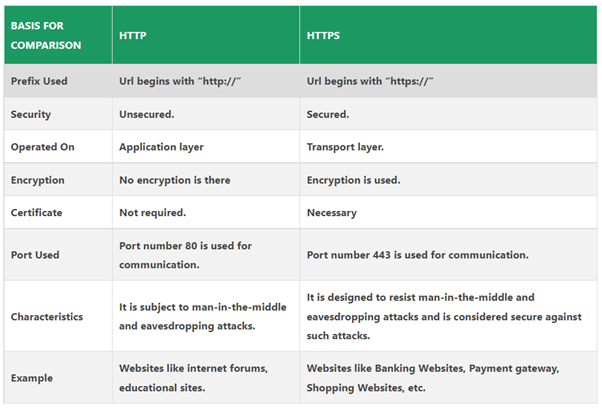 BASIS FOR
COMPARISON
HTTP
HTTPS
Prefix Used
Url begins with “http://”
Url begins with “https://”
Security
Unsecured.
Secured.
Operated On
Application layer
Transport layer.
Encryption
No encryption is there
Encryption is used.
Certificate
Not required.
Necessary
Port Used
Port number 80 is used for
communication.
Port number 443 is used for communication.
Characteristics
It is subject to man-in-the-middle
and eavesdropping attacks.
It is designed to resist man-in-the-middle and
eavesdropping attacks and is considered secure against
such attacks.
Example
Websites like internet forums,
educational sites.
Websites like Banking Websites, Payment gateway,
Shopping Websites, etc.